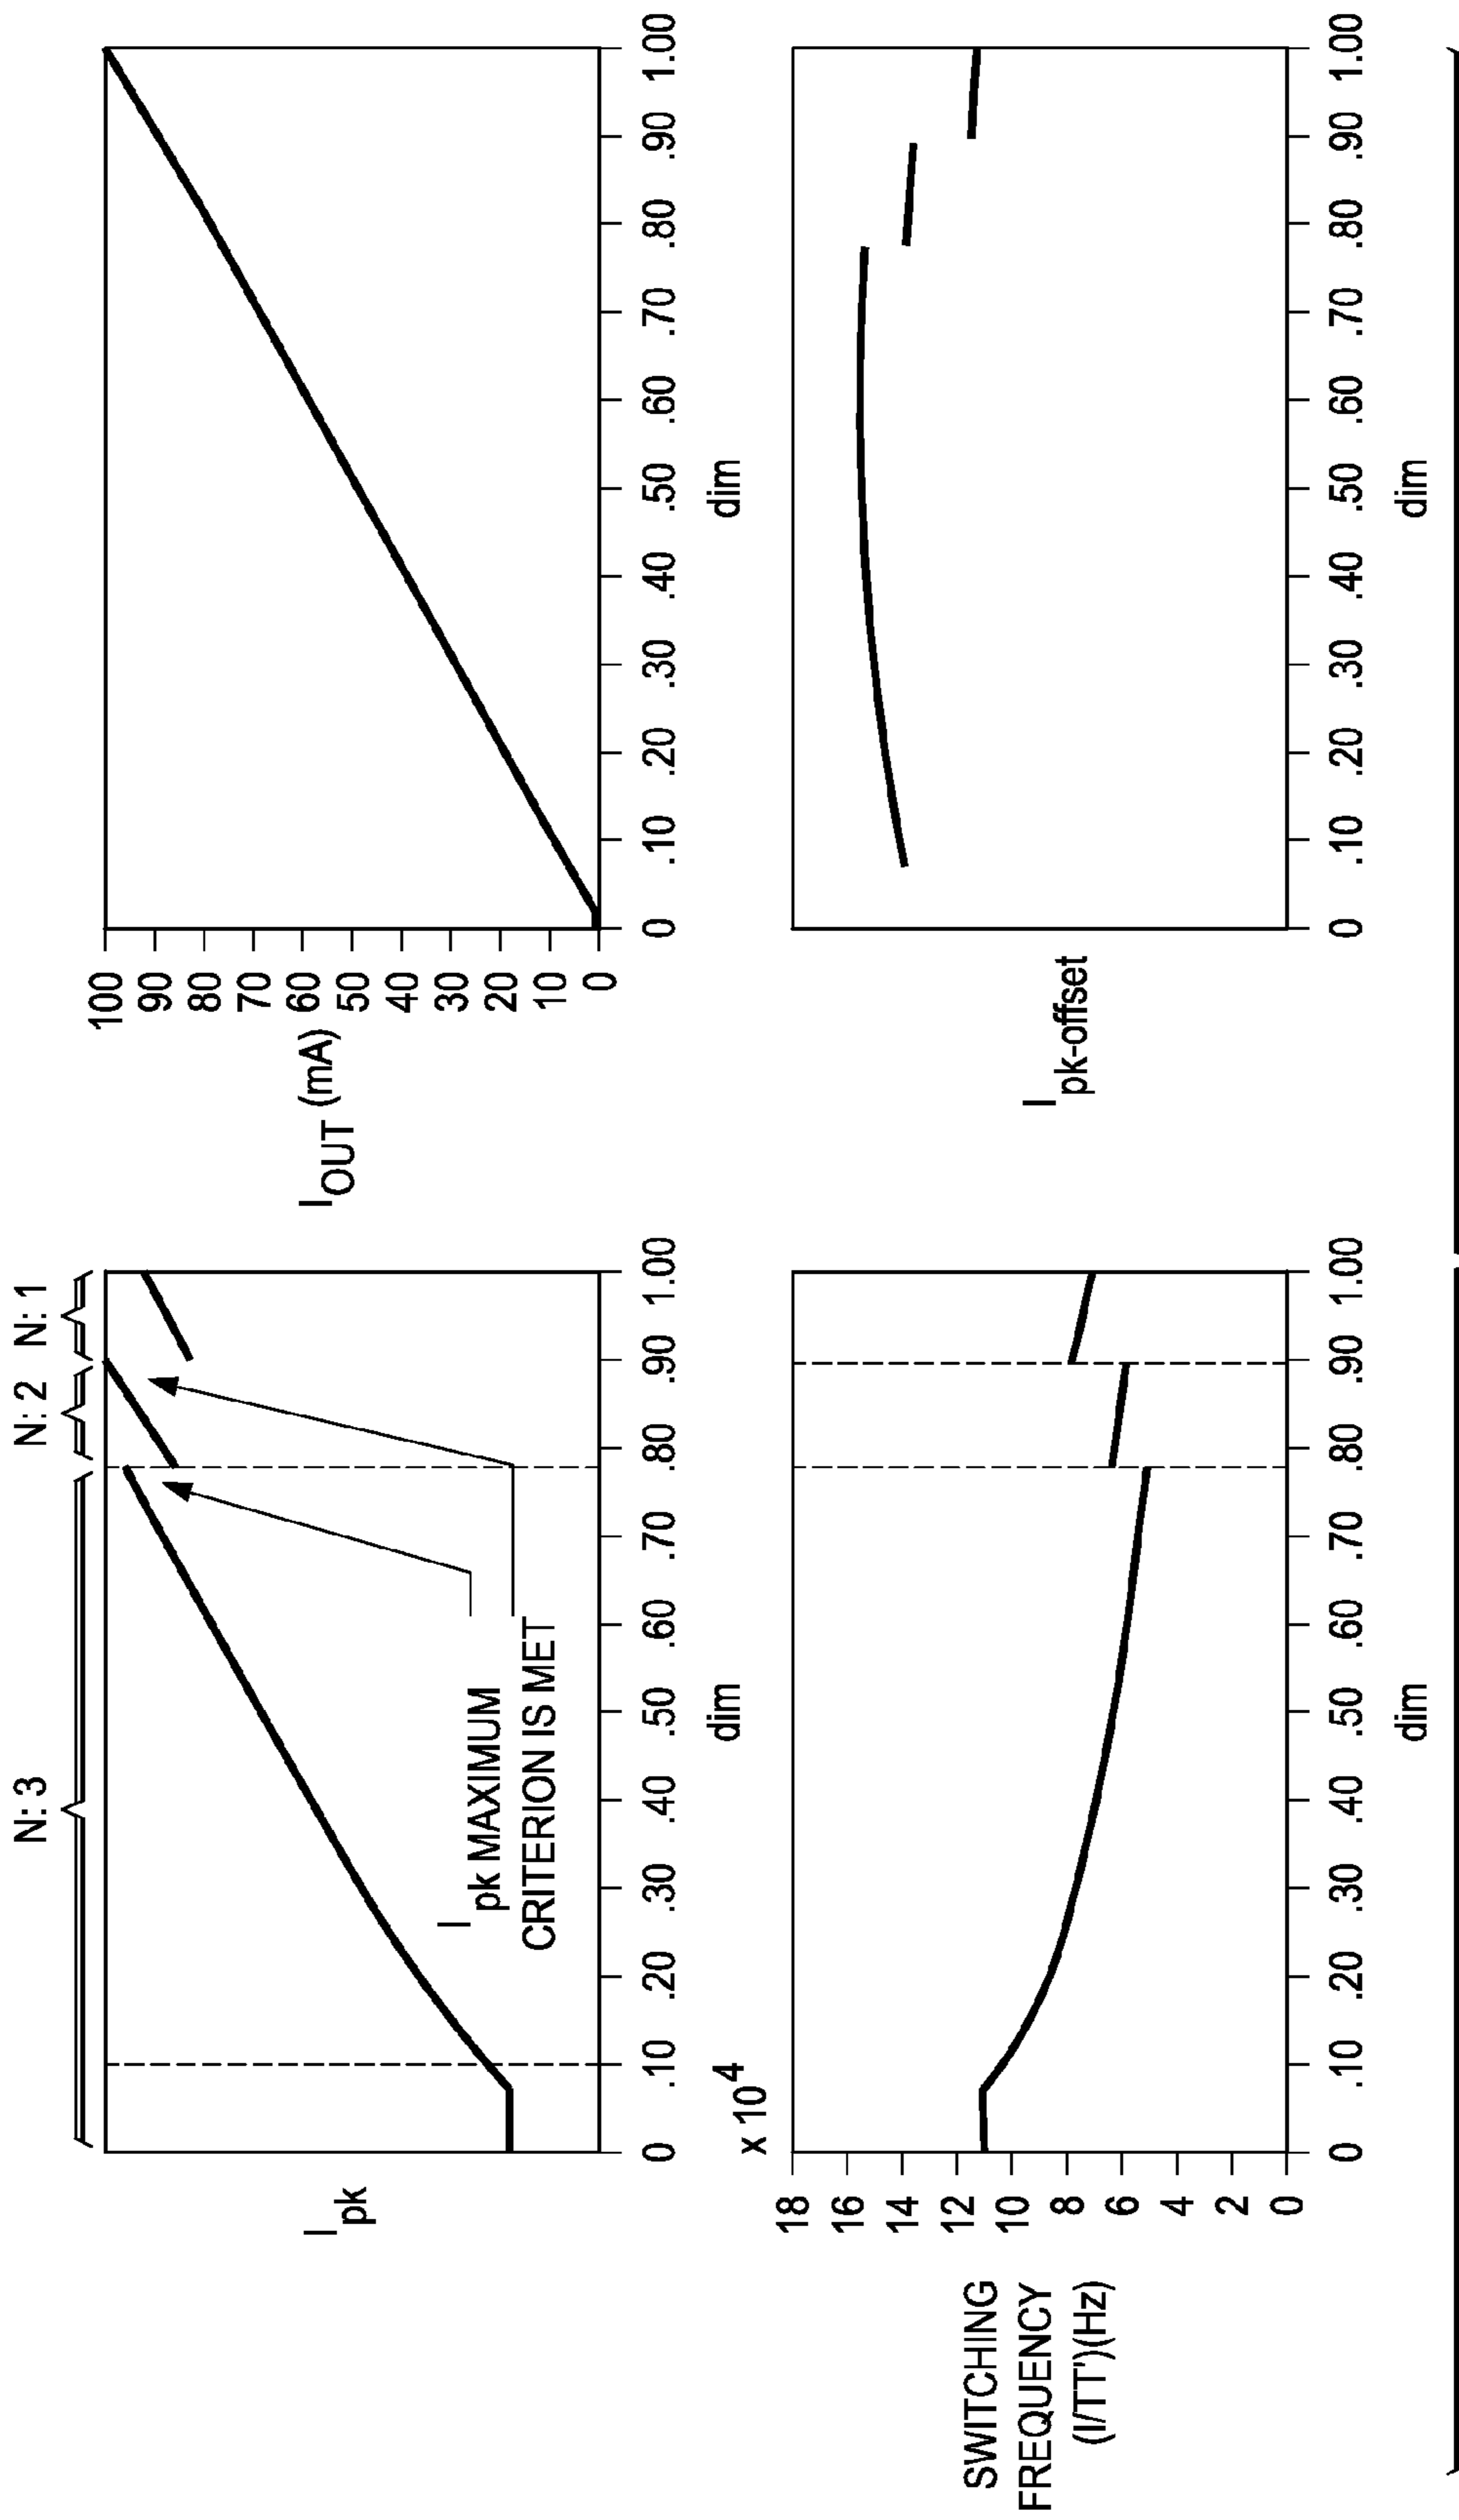 N: 3
N: 2
N: 1
Ipk
Ipk MAXIMUM
CRITERION IS MET
0 .10 .20 .30 .40 .50 .60 .70 .80 .90 1.00
dim
100
90
80
70
60
50
40
30
20
10
0
IOUT (mA)
0 .10 .20 .30 .40 .50 .60 .70 .80 .90 1.00
dim
x 10^4
18
16
14
12
10
8
6
4
2
0
SWITCHING
FREQUENCY
(I/TT')(Hz)
0 .10 .20 .30 .40 .50 .60 .70 .80 .90 1.00
dim
Ipk-offset
0 .10 .20 .30 .40 .50 .60 .70 .80 .90 1.00
dim